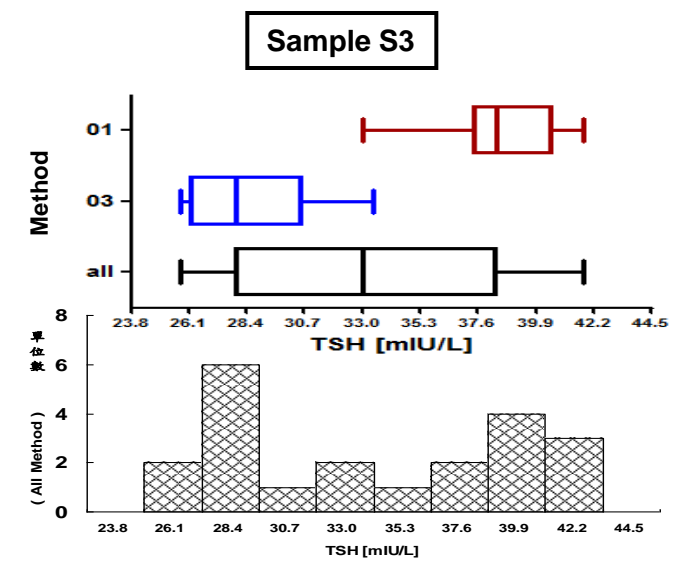 Sample S3
Method
01
03
all
23.8 26.1 28.4 30.7 33.0 35.3 37.6 39.9 42.2 44.5
TSH [mIU/L]
單位數
( All Method )
8
6
4
2
0
23.8 26.1 28.4 30.7 33.0 35.3 37.6 39.9 42.2 44.5
TSH [mIU/L]